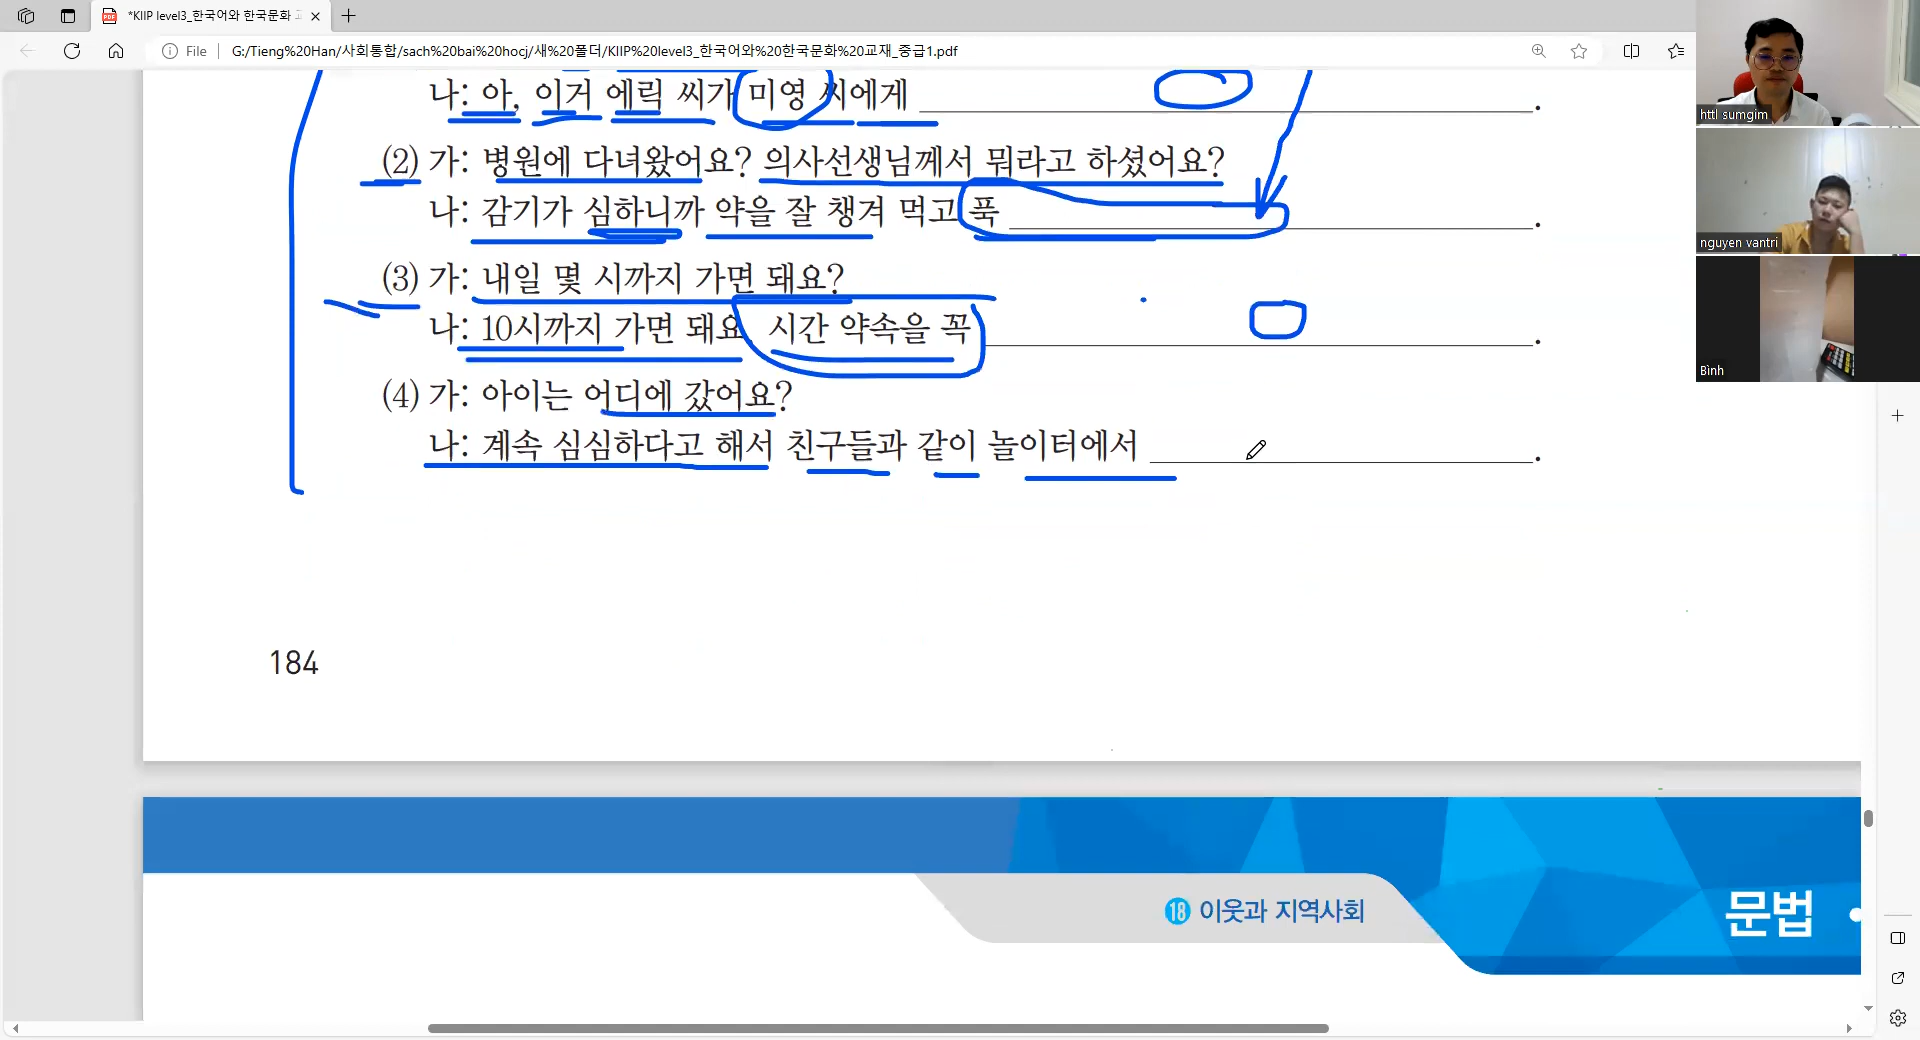 *KIIP level3_한국어와 한국문화 교
File
G:/Tieng%20Han/사회통합/sach%20bai%20hocj/새%20폴더/KIIP%20level3_한국어와%20한국문화%20교재_중급1.pdf
나: 아, 이거 에릭 씨가 미영 씨에게 .
(2) 가: 병원에 다녀왔어요? 의사선생님께서 뭐라고 하셨어요?
나: 감기가 심하니까 약을 잘 챙겨 먹고 푹 .
(3) 가: 내일 몇 시까지 가면 돼요?
나: 10시까지 가면 돼요. 시간 약속을 꼭 .
(4) 가: 아이는 어디에 갔어요?
나: 계속 심심하다고 해서 친구들과 같이 놀이터에서 .
184
18 이웃과 지역사회
문법
httl sumgim
nguyen vantri
Bình